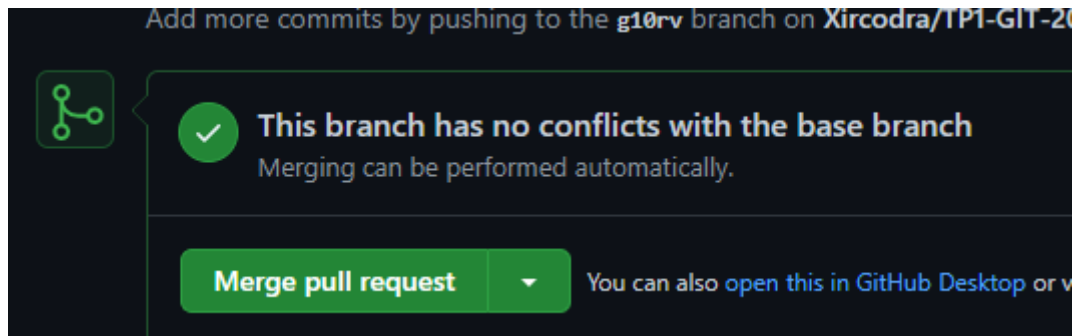 Add more commits by pushing to the g10rv branch on Xircodra/TP1-GIT-20
This branch has no conflicts with the base branch
Merging can be performed automatically.
Merge pull request
You can also open this in GitHub Desktop or v